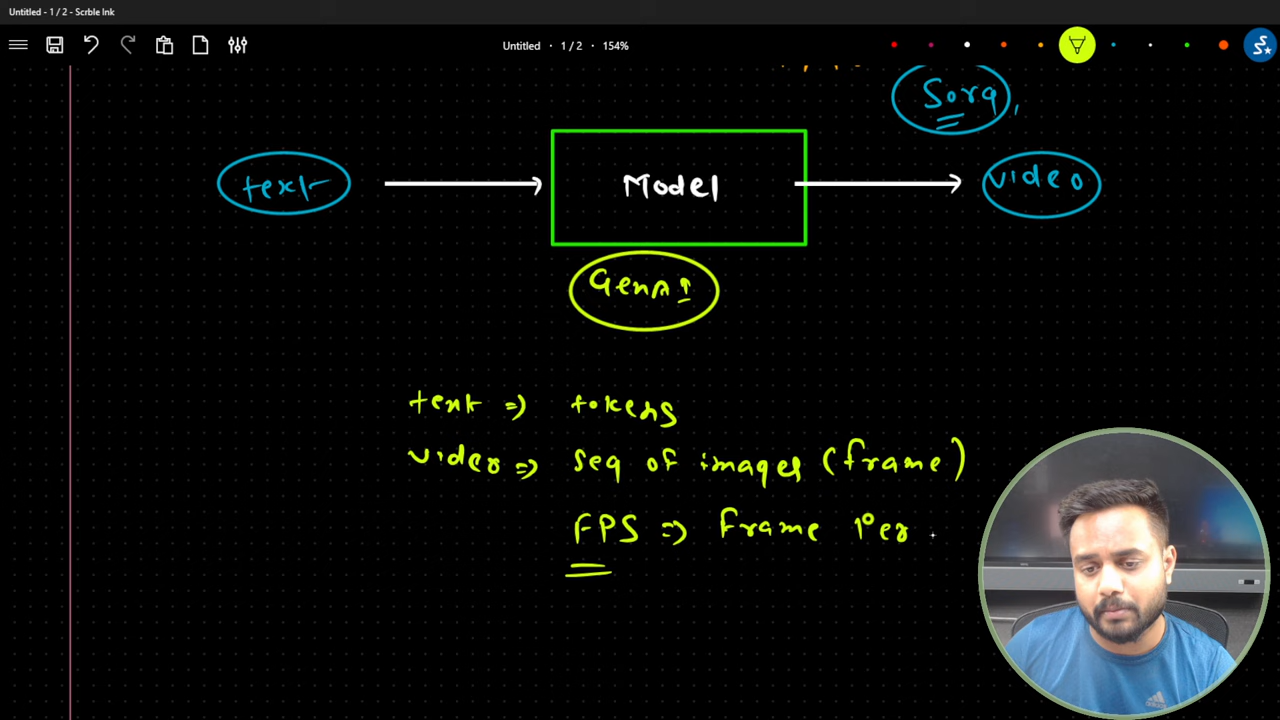 Untitled - 1 / 2 - Scrble Ink
Untitled · 1 / 2 · 154%
Sora,
text
Model
video
GenAI
text => tokens
video => seq of images (frame)
FPS => frame Per